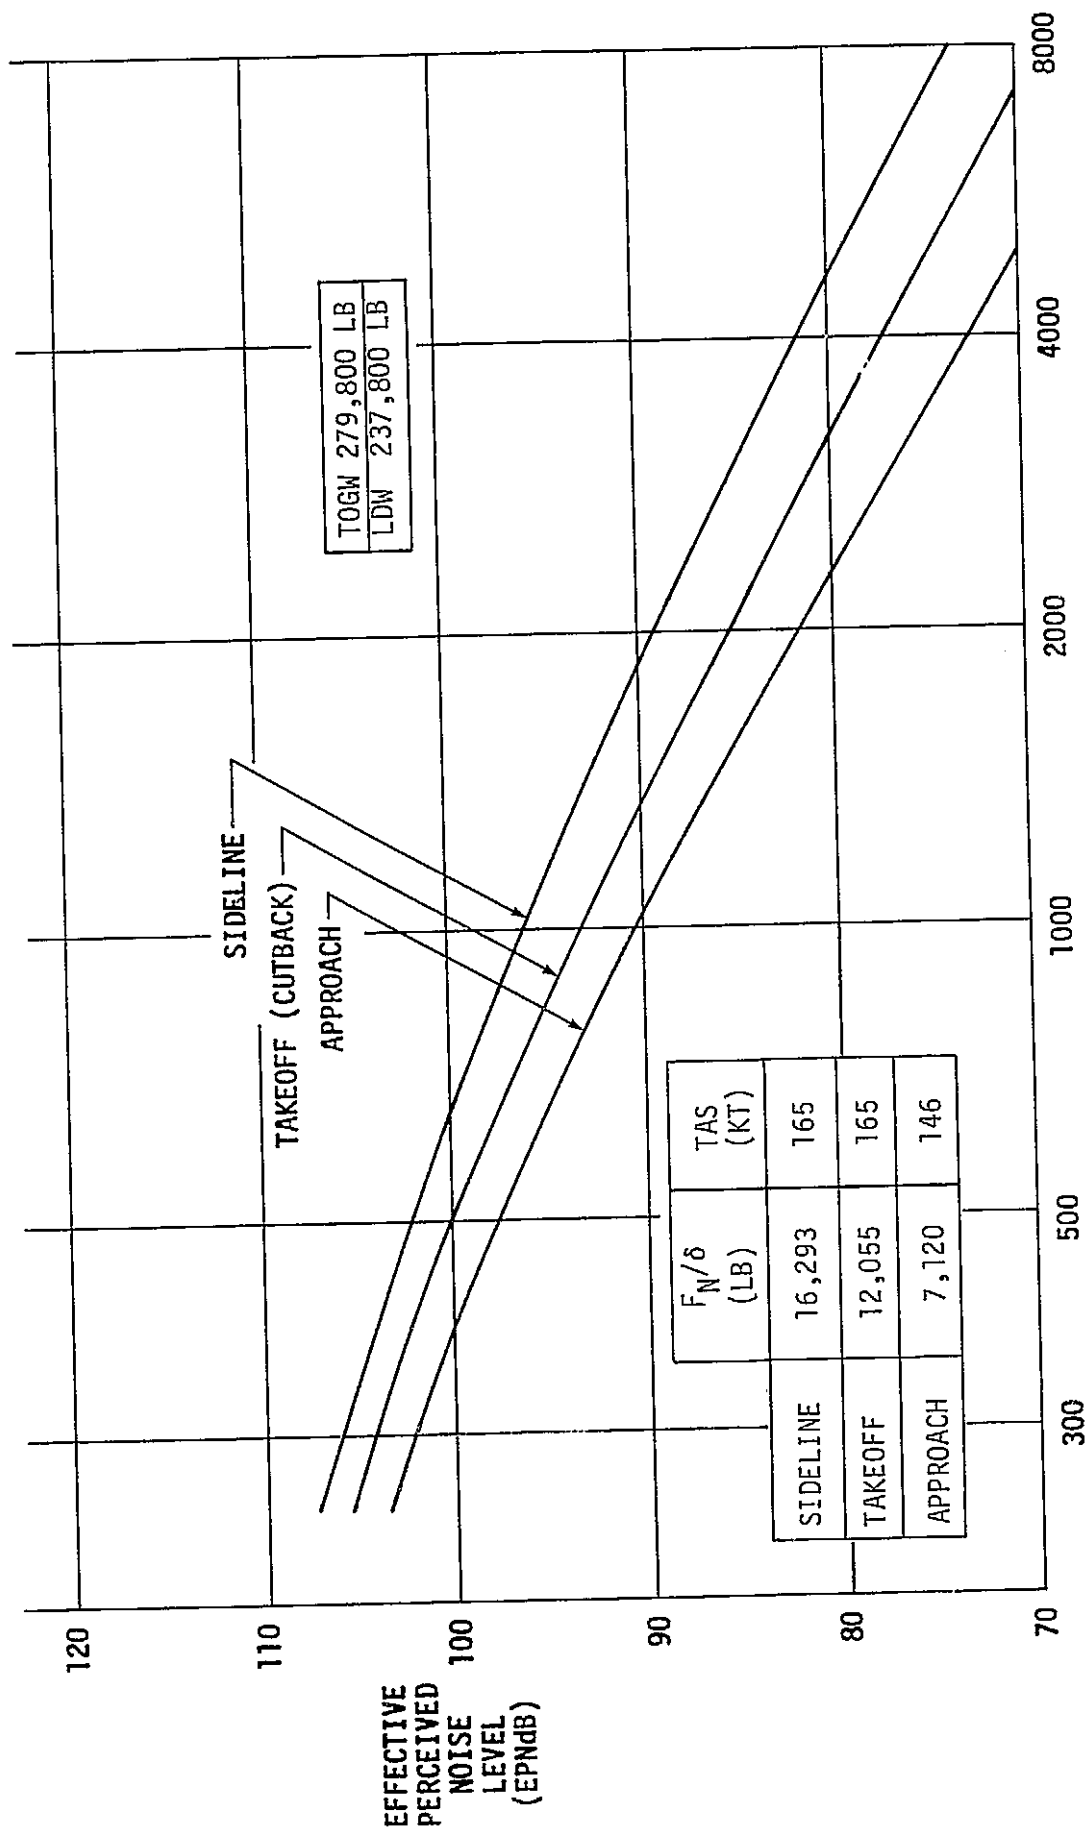 EFFECTIVE
PERCEIVED
NOISE
LEVEL
(EPNdB)
120
110
100
90
80
70
SIDELINE
TAKEOFF (CUTBACK)
APPROACH
TOGW 279,800 LB
LDW 237,800 LB
FN/δ
(LB)
TAS
(KT)
SIDELINE 16,293 165
TAKEOFF 12,055 165
APPROACH 7,120 146
300 500 1000 2000 4000 8000